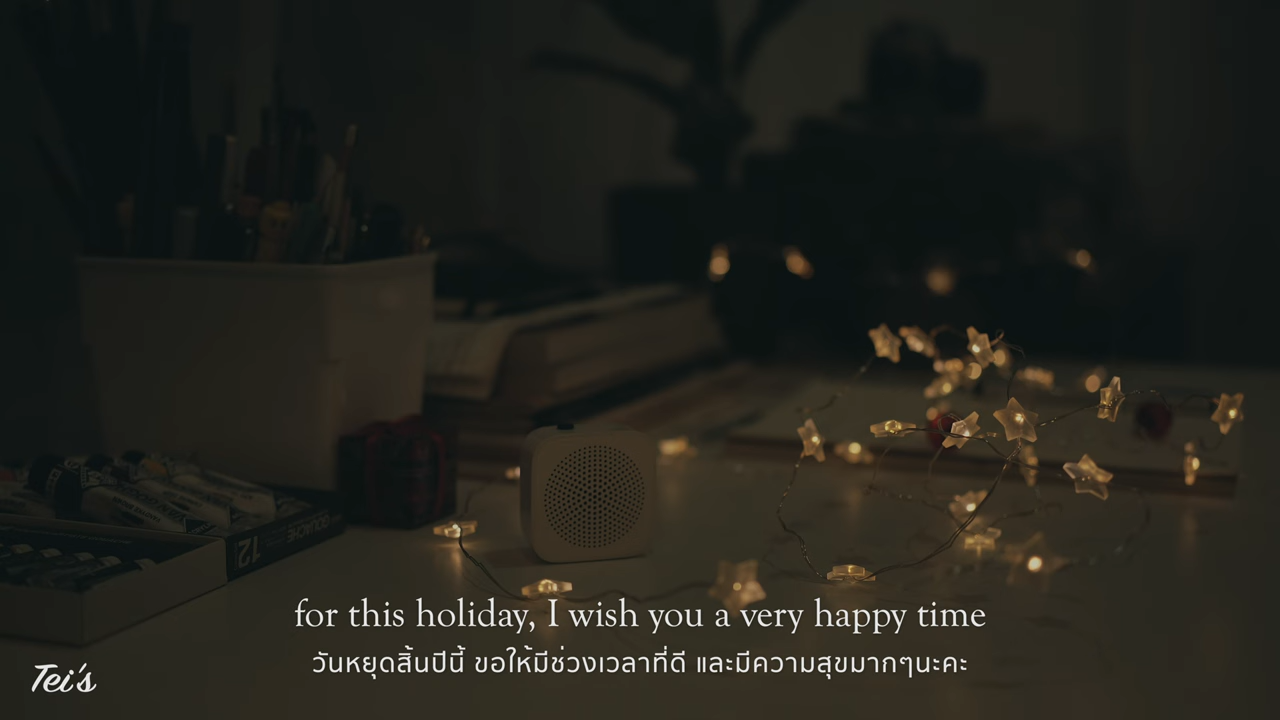 GOUACHE
12
for this holiday, I wish you a very happy time
วันหยุดสิ้นปีนี้ ขอให้มีช่วงเวลาที่ดี และมีความสุขมากๆนะคะ
Tei's